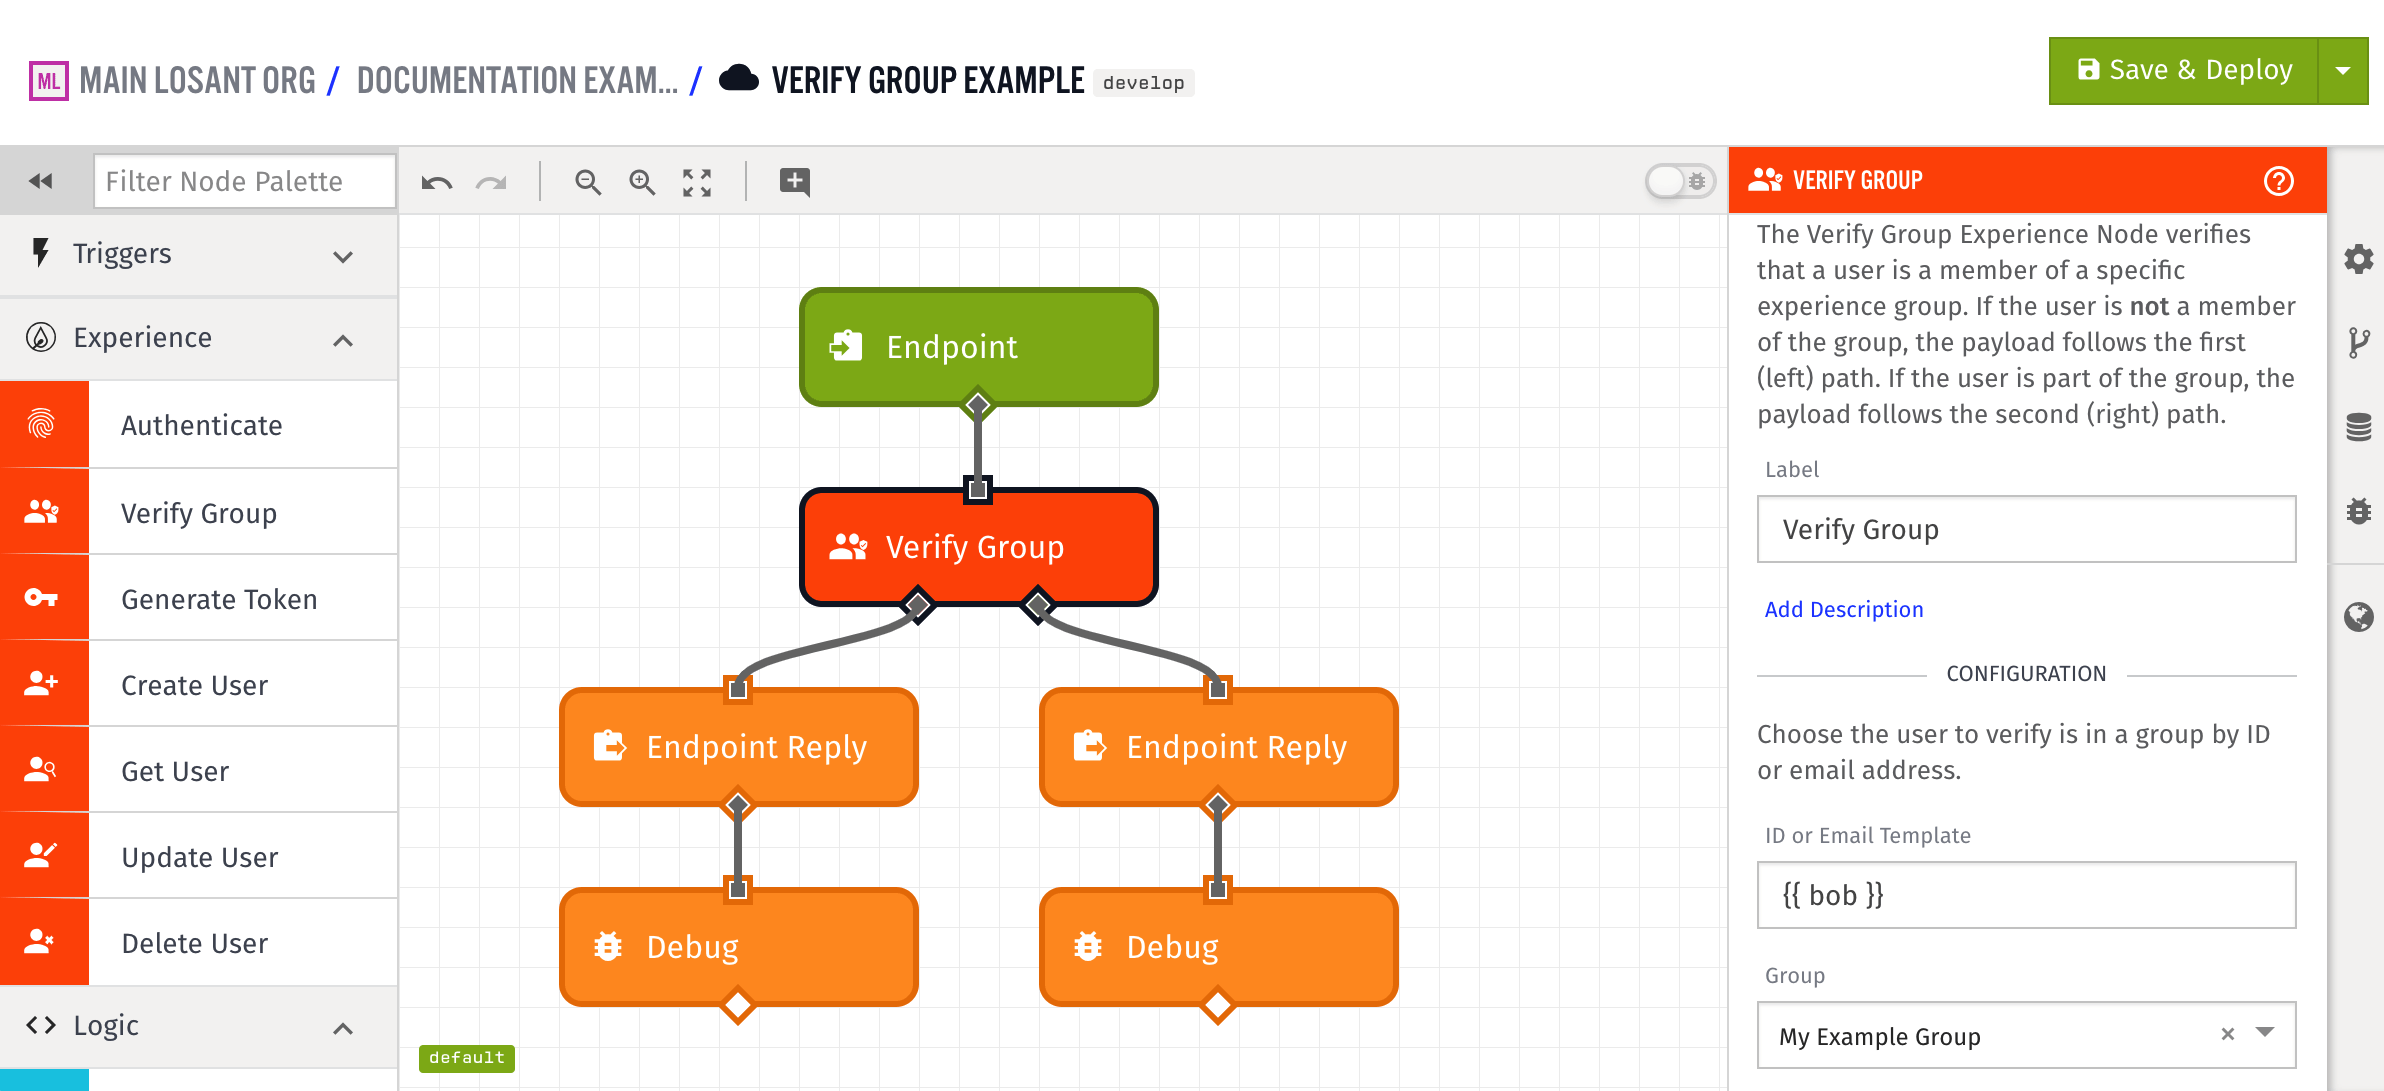 ML MAIN LOSANT ORG / DOCUMENTATION EXAM... / VERIFY GROUP EXAMPLE develop
Save & Deploy
Filter Node Palette
Triggers
Experience
Authenticate
Verify Group
Generate Token
Create User
Get User
Update User
Delete User
Logic
Endpoint
Verify Group
Endpoint Reply
Endpoint Reply
Debug
Debug
default
VERIFY GROUP
The Verify Group Experience Node verifies
that a user is a member of a specific
experience group. If the user is not a member
of the group, the payload follows the first
(left) path. If the user is part of the group, the
payload follows the second (right) path.
Label
Verify Group
Add Description
CONFIGURATION
Choose the user to verify is in a group by ID
or email address.
ID or Email Template
{{ bob }}
Group
My Example Group